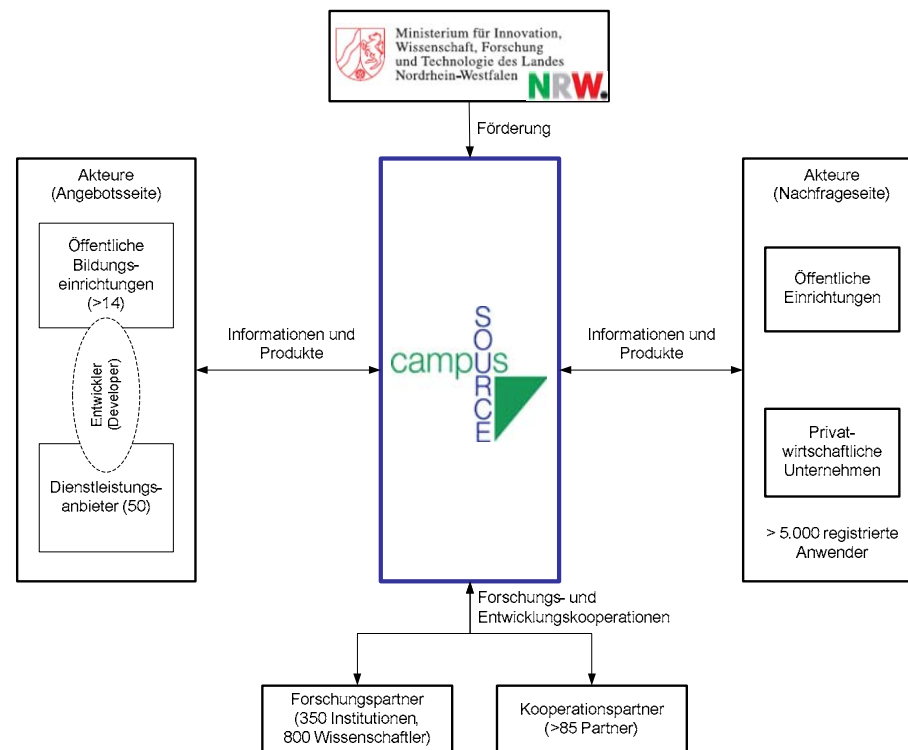 Ministerium für Innovation,
Wissenschaft, Forschung
und Technologie des Landes
Nordrhein-Westfalen
NRW.
Förderung
Akteure
(Angebotsseite)
Öffentliche
Bildungs-
einrichtungen
(>14)
Entwickler
(Developer)
Dienstleistungs-
anbieter (50)
Informationen und
Produkte
campus
SOURCE
Informationen und
Produkte
Akteure
(Nachfrageseite)
Öffentliche
Einrichtungen
Privat-
wirtschaftliche
Unternehmen
> 5.000 registrierte
Anwender
Forschungs- und
Entwicklungskooperationen
Forschungspartner
(350 Institutionen,
800 Wissenschaftler)
Kooperationspartner
(>85 Partner)